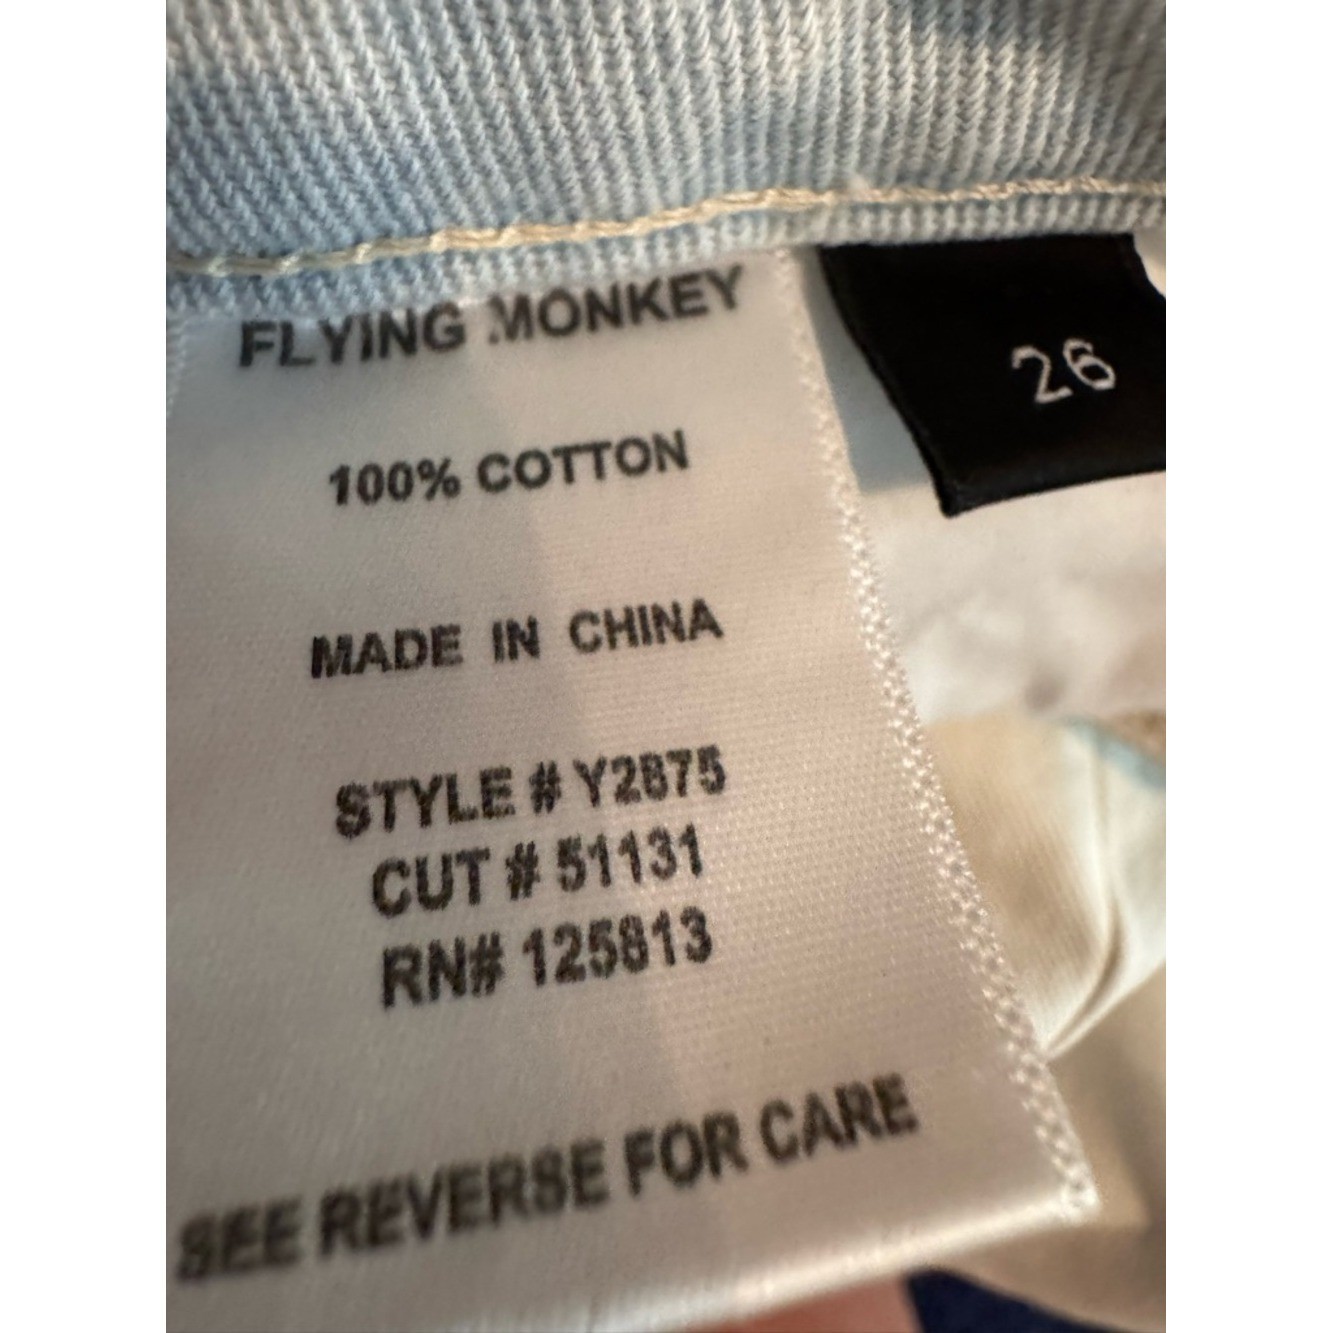 FLYING MONKEY
26
100% COTTON
MADE IN CHINA
STYLE # Y2875
CUT # 51131
RN# 125813
SEE REVERSE FOR CARE